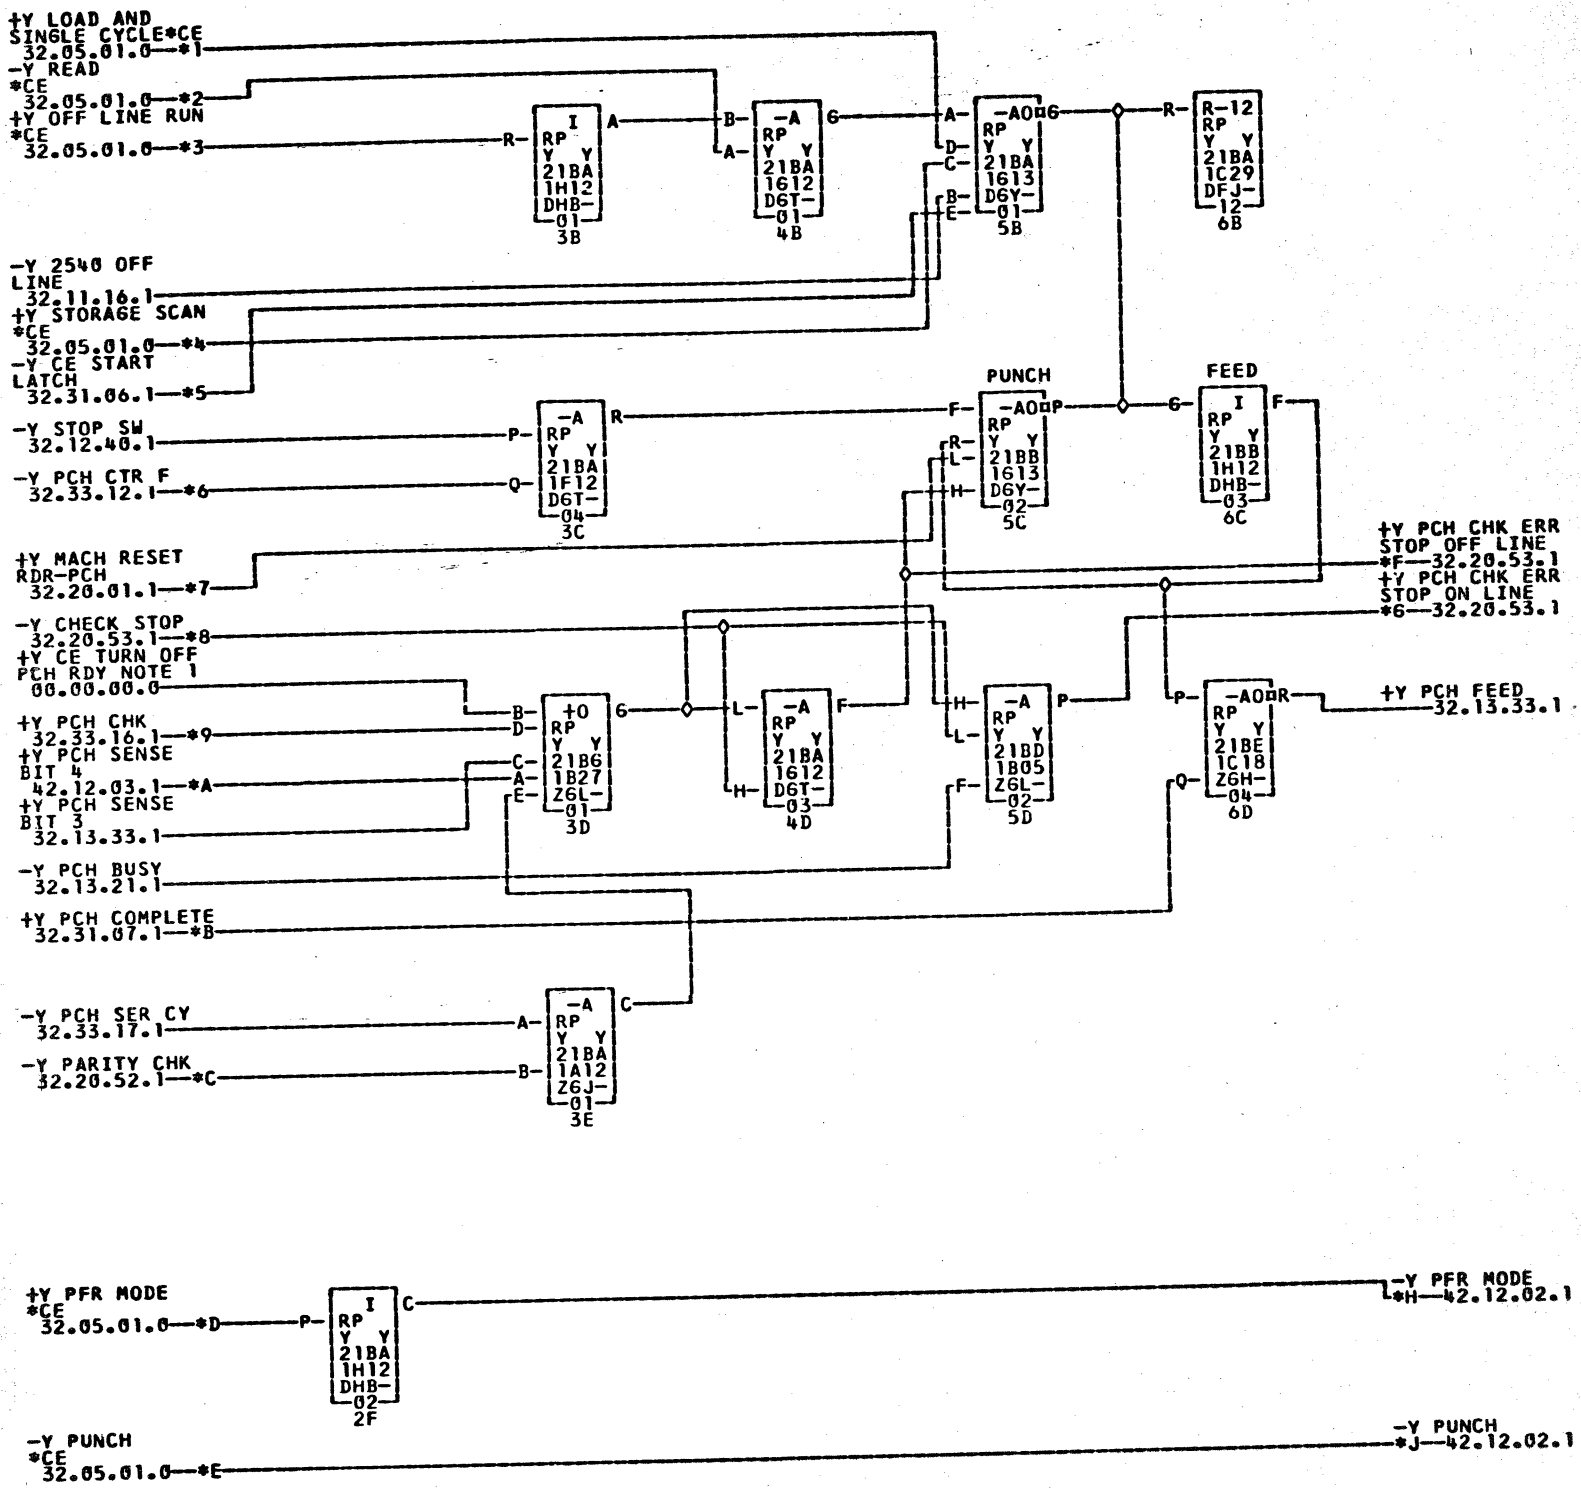 +Y LOAD AND
SINGLE CYCLE*CE
32.05.01.0—*1
-Y READ
*CE
32.05.01.0—*2
+Y OFF LINE RUN
*CE
32.05.01.0—*3
R-
I
RP
Y Y
21BA
1H12
DHB-
01
3B
A
B-
A-
-A
RP
Y Y
21BA
1612
D6T-
01
4B
G
A-
D-
C-
B-
E-
-AO
RP
Y Y
21BA
1613
D6Y-
01
5B
G
R-
R-12
RP
Y Y
21BA
1C29
DFJ-
12
6B
-Y 2540 OFF
LINE
32.11.16.1
+Y STORAGE SCAN
*CE
32.05.01.0—*4
-Y CE START
LATCH
32.31.06.1—*5
-Y STOP SW
32.12.40.1
-Y PCH CTR F
32.33.12.1—*6
P-
Q-
-A
RP
Y Y
21BA
1F12
D6T-
04
3C
R
PUNCH
F-
R-
L-
H-
-AO
RP
Y Y
21BB
1613
D6Y-
02
5C
P
FEED
G-
I
RP
Y Y
21BB
1H12
DHB-
03
6C
F
+Y MACH RESET
RDR-PCH
32.20.01.1—*7
+Y PCH CHK ERR
STOP OFF LINE
*F—32.20.53.1
+Y PCH CHK ERR
STOP ON LINE
*G—32.20.53.1
-Y CHECK STOP
32.20.53.1—*8
+Y CE TURN OFF
PCH RDY NOTE 1
00.00.00.0
+Y PCH CHK
32.33.16.1—*9
+Y PCH SENSE
BIT 4
42.12.03.1—*A
+Y PCH SENSE
BIT 3
32.13.33.1
B-
D-
C-
A-
E-
+O
RP
Y Y
21B6
1B27
Z6L-
01
3D
G
L-
H-
-A
RP
Y Y
21BA
1612
D6T-
03
4D
F
H-
L-
F-
-A
RP
Y Y
21BD
1B05
Z6L-
02
5D
P
P-
Q-
-AO
RP
Y Y
21BE
1C18
Z6H-
04
6D
R
+Y PCH FEED
32.13.33.1
-Y PCH BUSY
32.13.21.1
+Y PCH COMPLETE
32.31.07.1—*B
-Y PCH SER CY
32.33.17.1
-Y PARITY CHK
32.20.52.1—*C
A-
B-
-A
RP
Y Y
21BA
1A12
Z6J-
01
3E
C
+Y PFR MODE
*CE
32.05.01.0—*D
P-
I
RP
Y Y
21BA
1H12
DHB-
02
2F
C
-Y PFR MODE
*H—42.12.02.1
-Y PUNCH
*CE
32.05.01.0—*E
-Y PUNCH
*J—42.12.02.1